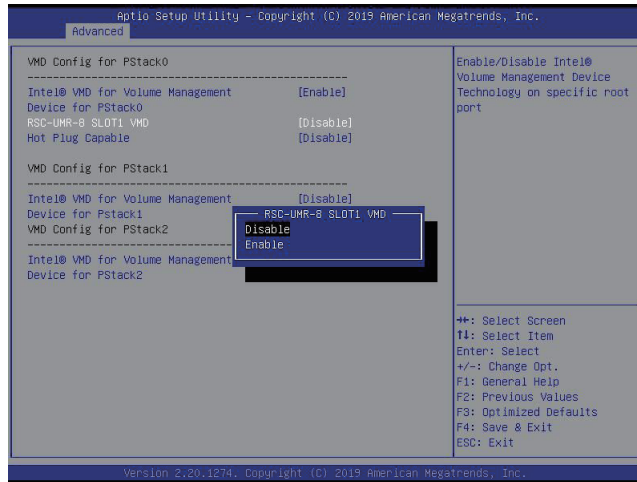 Aptio Setup Utility – Copyright (C) 2019 American Megatrends, Inc.
Advanced
VMD Config for PStack0
Intel® VMD for Volume Management [Enable]
Device for PStack0
RSC-UMR-8 SLOT1 VMD [Disable]
Hot Plug Capable [Disable]
VMD Config for PStack1
Intel® VMD for Volume Management [Disable]
Device for Pstack1
VMD Config for PStack2
Intel® VMD for Volume Management
Device for PStack2
RSC-UMR-8 SLOT1 VMD
Disable
Enable
Enable/Disable Intel®
Volume Management Device
Technology on specific root
port
→←: Select Screen
↑↓: Select Item
Enter: Select
+/-: Change Opt.
F1: General Help
F2: Previous Values
F3: Optimized Defaults
F4: Save & Exit
ESC: Exit
Version 2.20.1274. Copyright (C) 2019 American Megatrends, Inc.